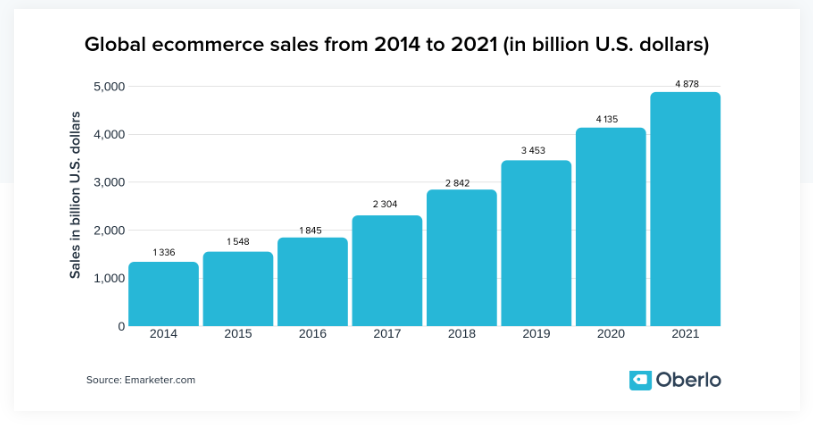 Global ecommerce sales from 2014 to 2021 (in billion U.S. dollars)
Sales in billion U.S. dollars
5,000
4,000
3,000
2,000
1,000
0
1 336
1 548
1 845
2 304
2 842
3 453
4 135
4 878
2014 2015 2016 2017 2018 2019 2020 2021
Source: Emarketer.com
Oberlo